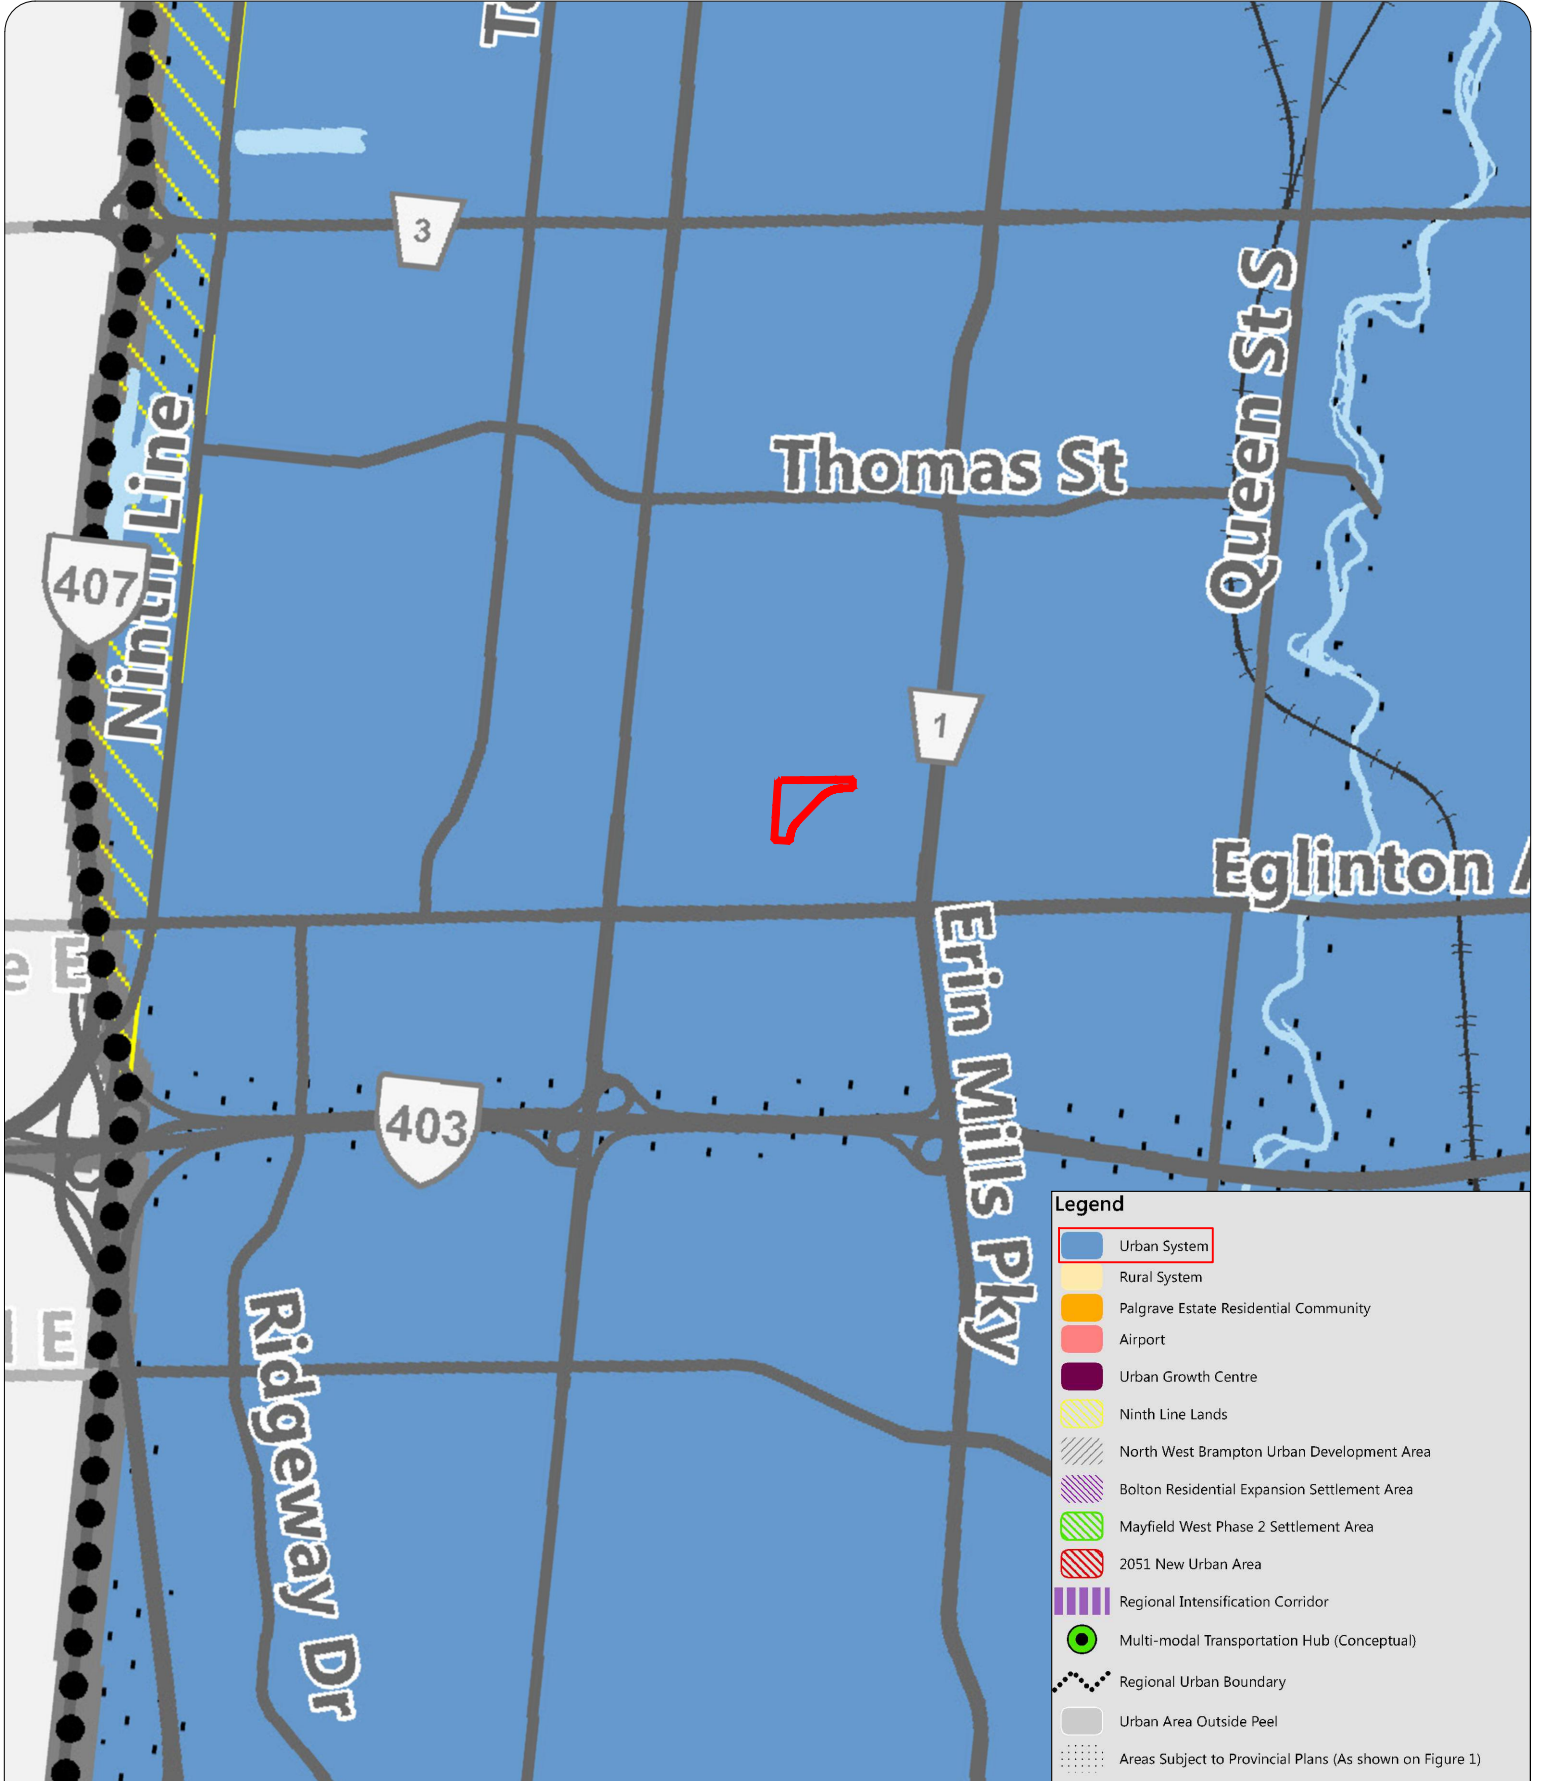 To
3
Thomas St
Queen St S
Ninth Line
407
1
Eglinton A
e E
Erin Mills Pky
403
l E
Ridgeway Dr
Legend
Urban System
Rural System
Palgrave Estate Residential Community
Airport
Urban Growth Centre
Ninth Line Lands
North West Brampton Urban Development Area
Bolton Residential Expansion Settlement Area
Mayfield West Phase 2 Settlement Area
2051 New Urban Area
Regional Intensification Corridor
Multi-modal Transportation Hub (Conceptual)
Regional Urban Boundary
Urban Area Outside Peel
Areas Subject to Provincial Plans (As shown on Figure 1)